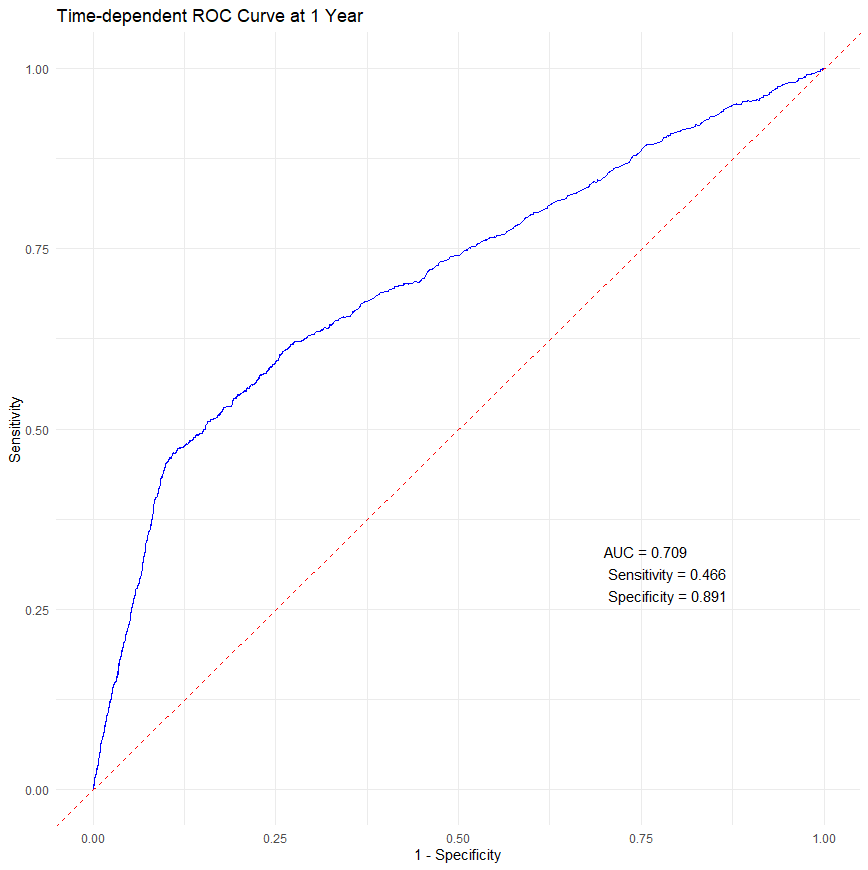 Time-dependent ROC Curve at 1 Year
1.00
0.75
0.50
0.25
0.00
Sensitivity
AUC = 0.709
Sensitivity = 0.466
Specificity = 0.891
0.00 0.25 0.50 0.75 1.00
1 - Specificity